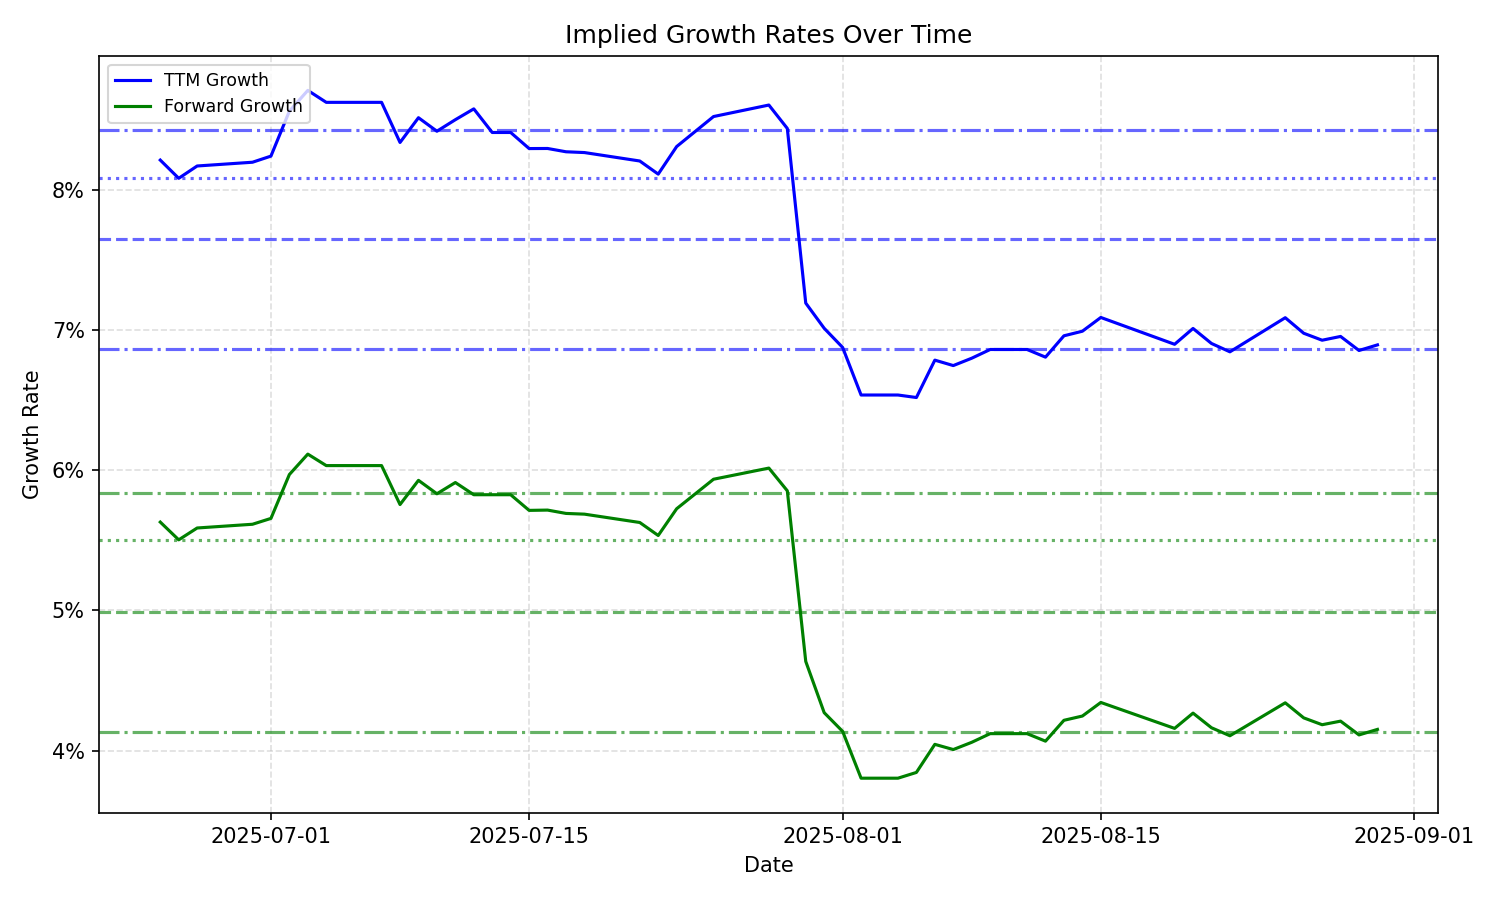 Implied Growth Rates Over Time
TTM Growth
Forward Growth
8%
7%
6%
5%
4%
Growth Rate
2025-07-01
2025-07-15
2025-08-01
2025-08-15
2025-09-01
Date